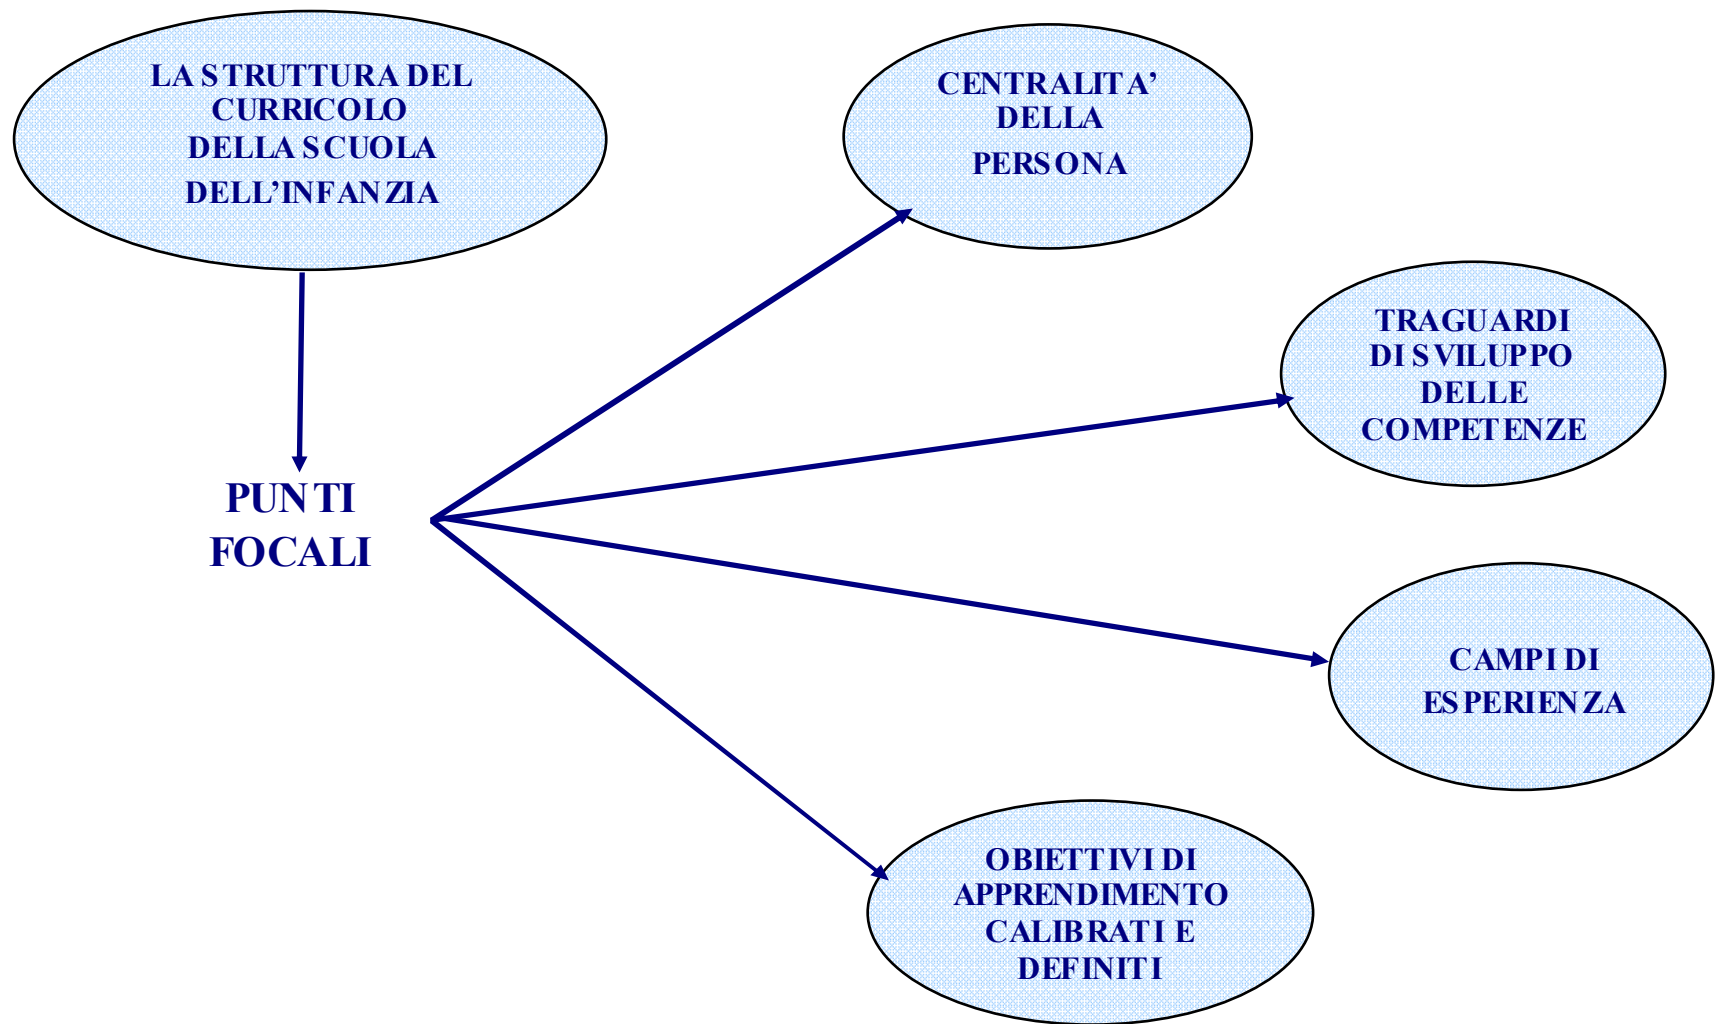 LA STRUTTURA DEL
CURRICOLO
DELLA SCUOLA
DELL’INFANZIA
CENTRALITA’
DELLA
PERSONA
TRAGUARDI
DI SVILUPPO
DELLE
COMPETENZE
PUNTI
FOCALI
CAMPI DI
ESPERIENZA
OBIETTIVI DI
APPRENDIMENTO
CALIBRATI E
DEFINITI